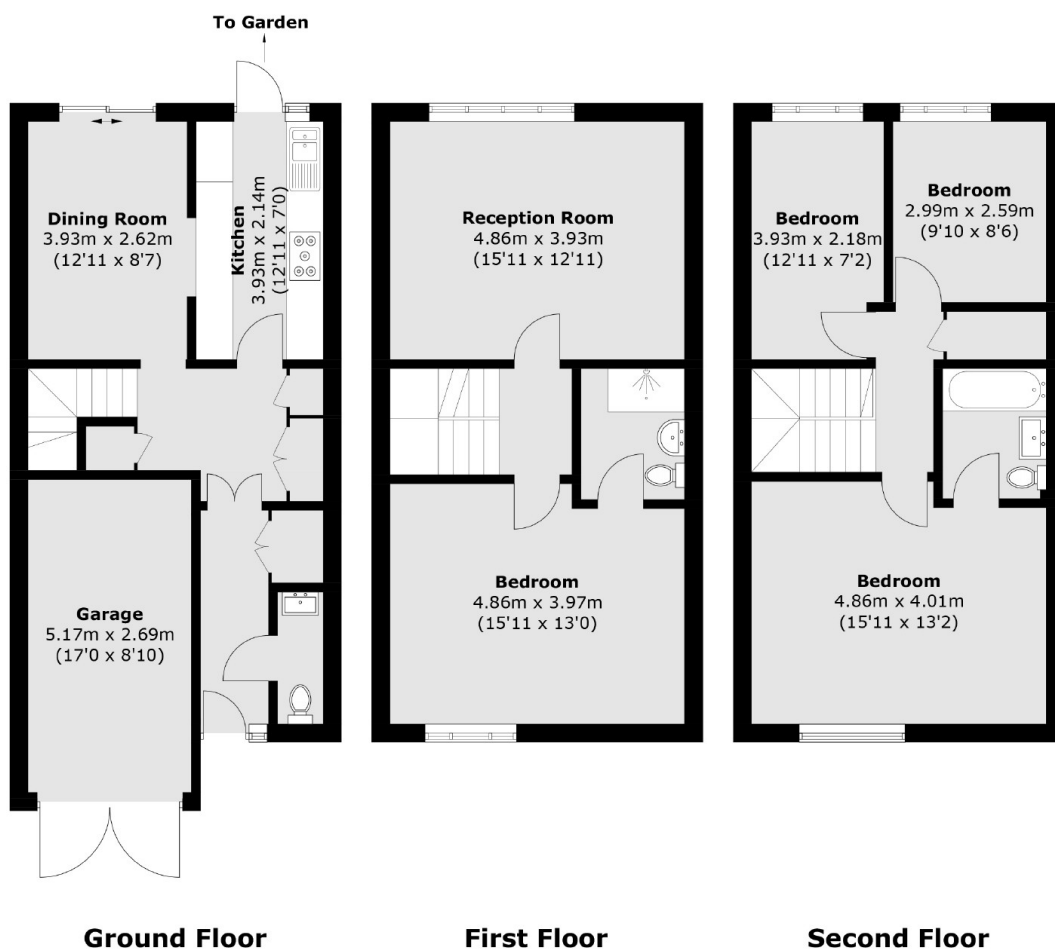 To Garden
Dining Room
3.93m x 2.62m
(12'11 x 8'7)
Kitchen
3.93m x 2.14m
(12'11 x 7'0)
Garage
5.17m x 2.69m
(17'0 x 8'10)
Ground Floor
Reception Room
4.86m x 3.93m
(15'11 x 12'11)
Bedroom
4.86m x 3.97m
(15'11 x 13'0)
First Floor
Bedroom
3.93m x 2.18m
(12'11 x 7'2)
Bedroom
2.99m x 2.59m
(9'10 x 8'6)
Bedroom
4.86m x 4.01m
(15'11 x 13'2)
Second Floor